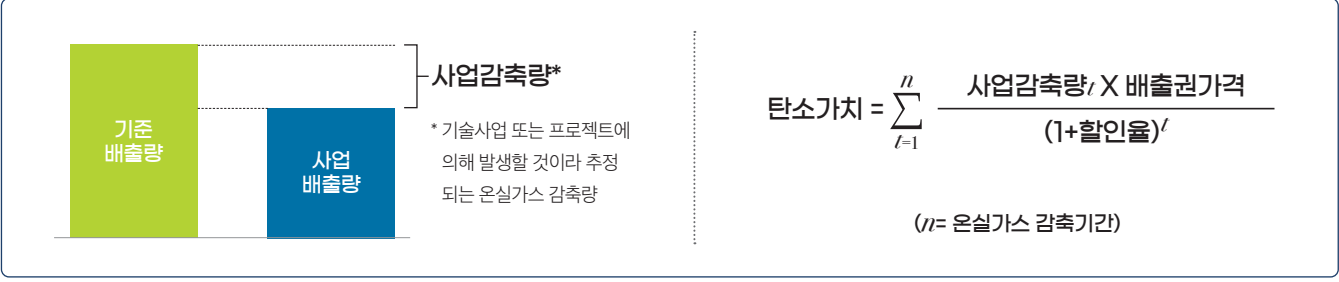 기준
배출량
사업
배출량
사업감축량*
* 기술사업 또는 프로젝트에
의해 발생할 것이라 추정
되는 온실가스 감축량
탄소가치 = n ∑ t=1 사업감축량t X 배출권가격
(1+할인율)^t
(n= 온실가스 감축기간)